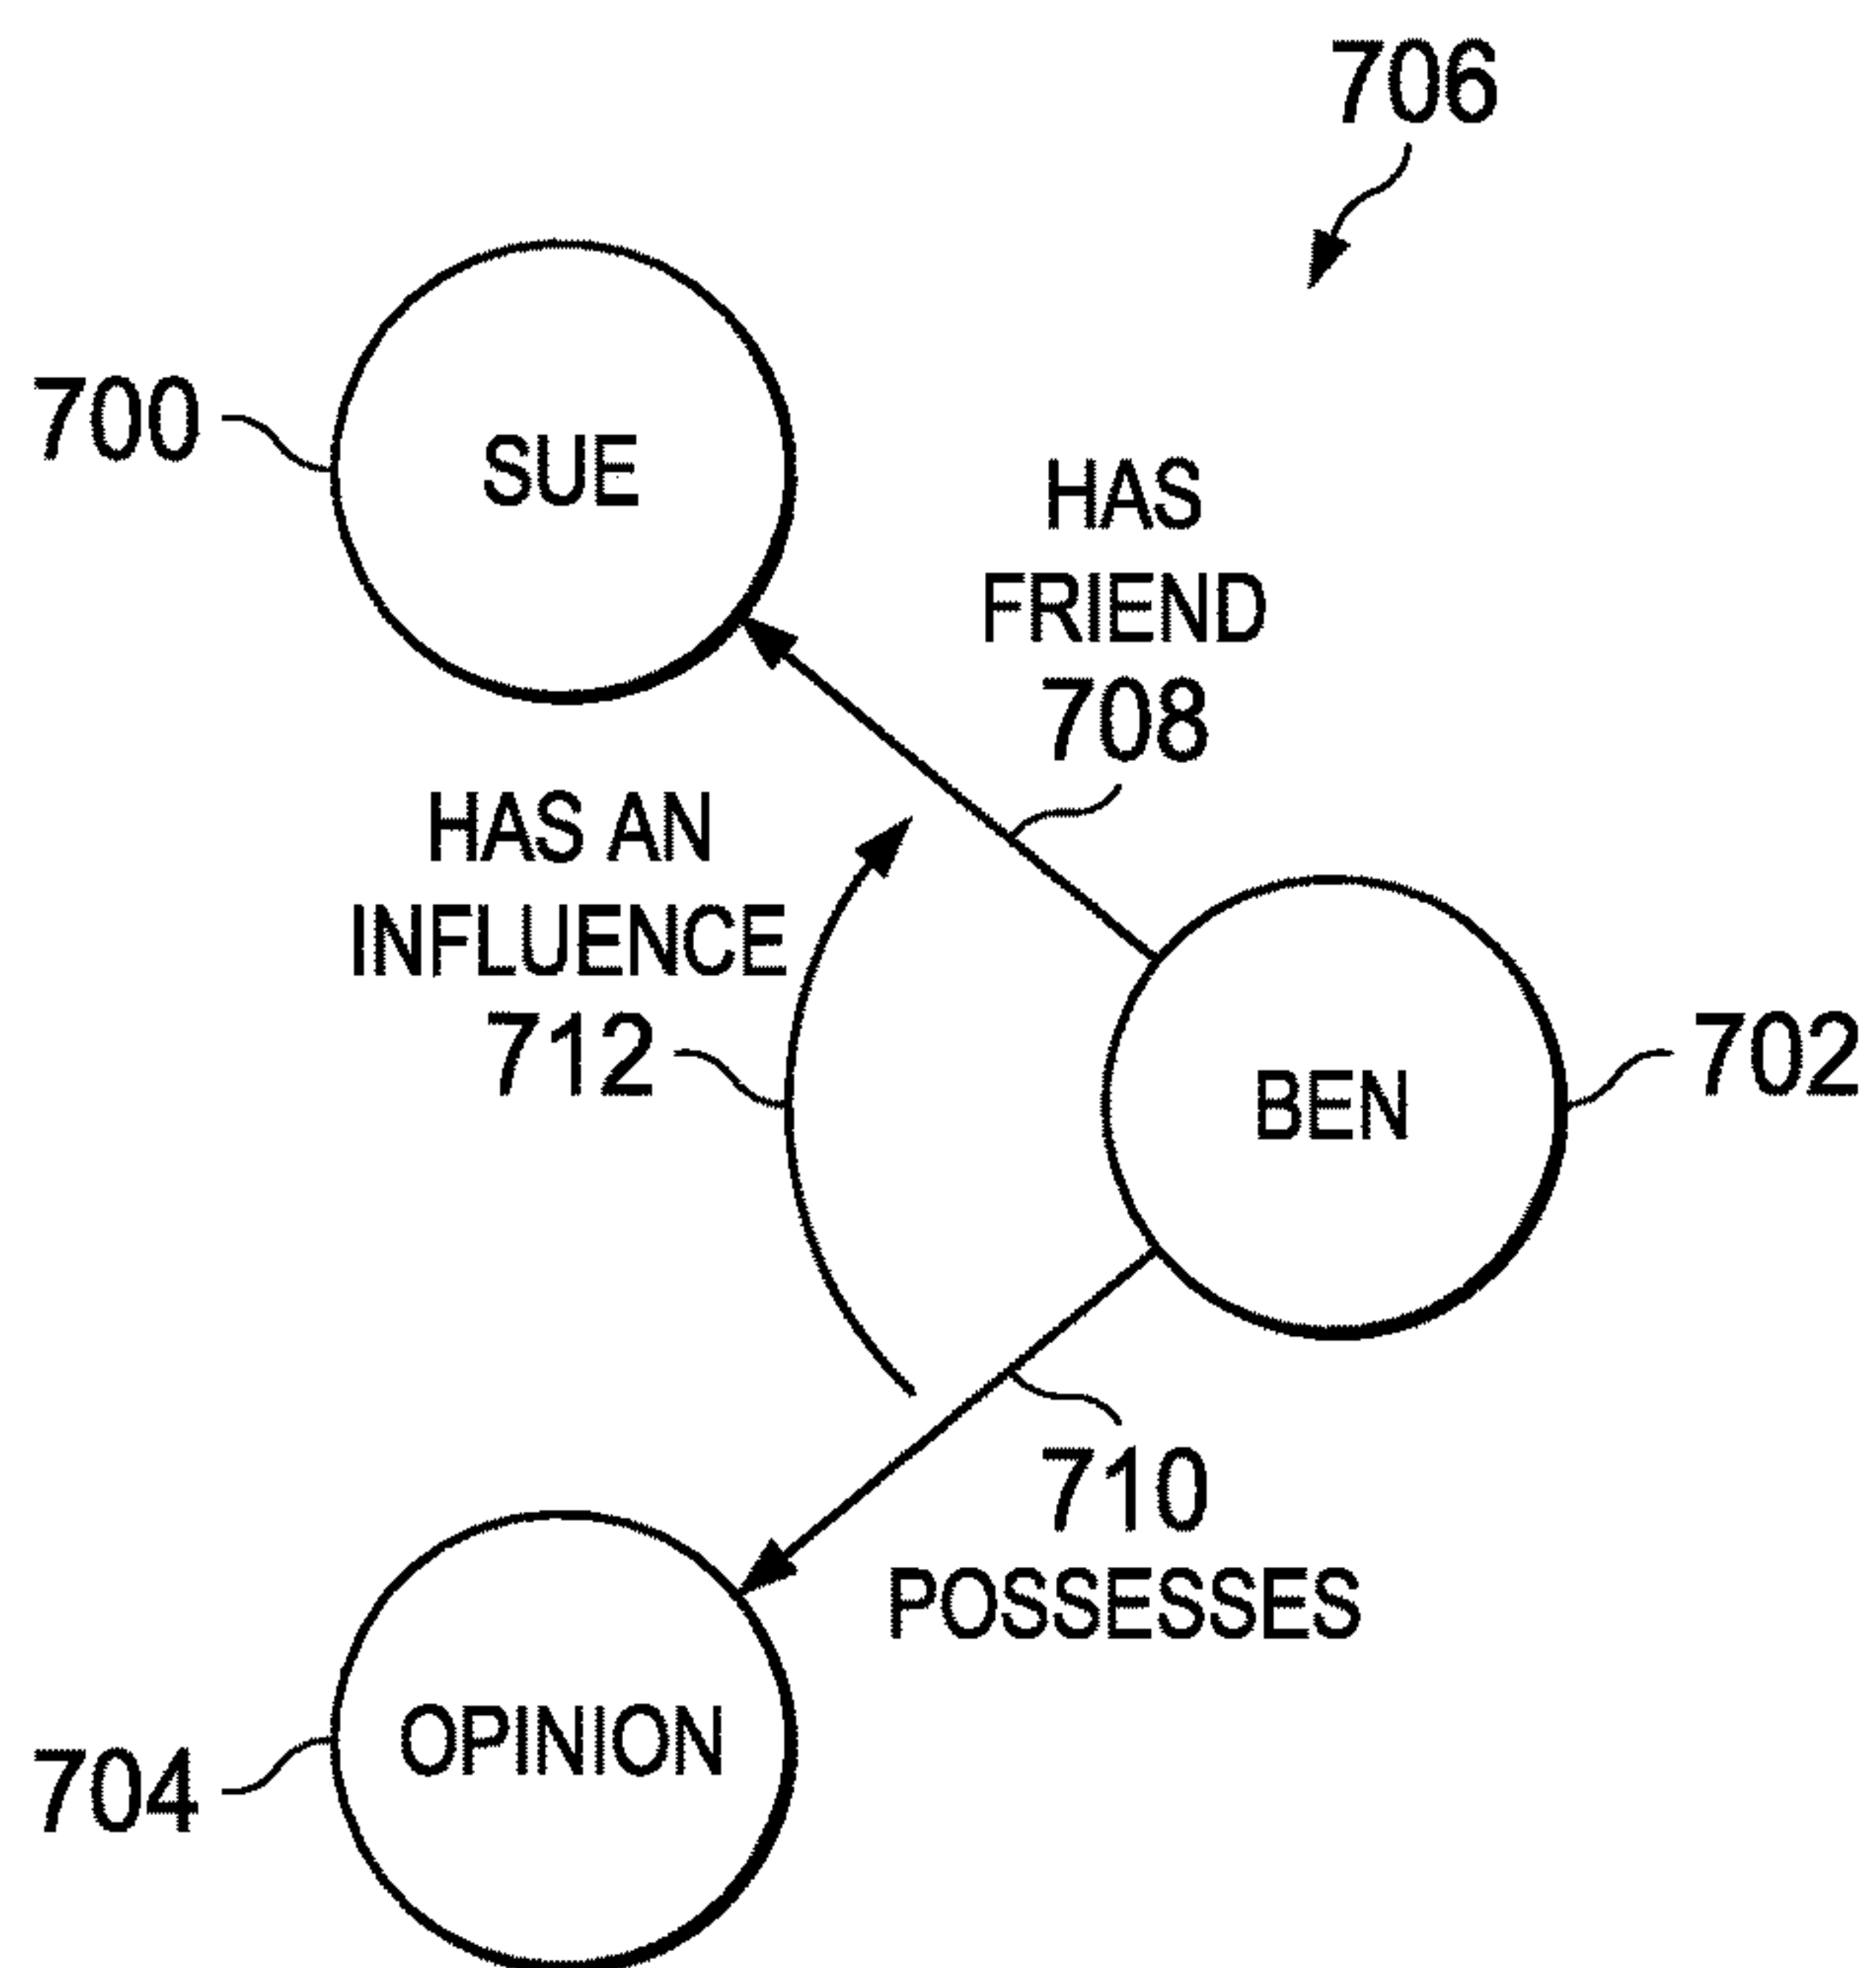 706
700
SUE
HAS
FRIEND
708
HAS AN
INFLUENCE
712
BEN
702
710
POSSESSES
OPINION
704